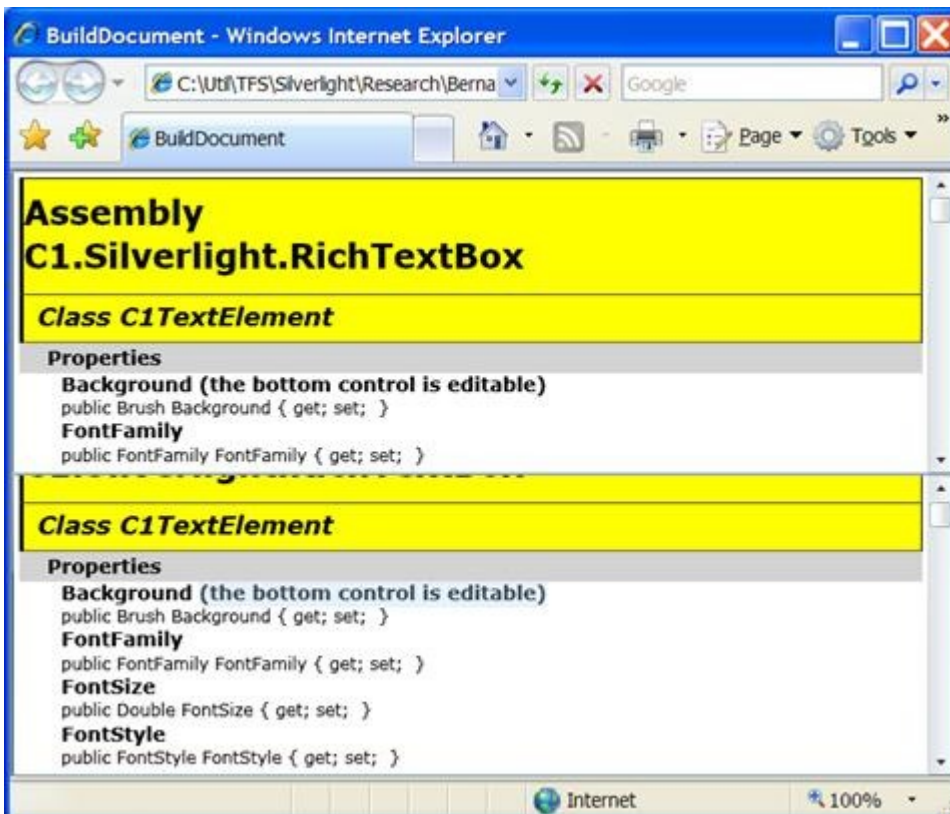 BuildDocument - Windows Internet Explorer
C:\Util\TFS\Silverlight\Research\Berna
Google
BuildDocument
Page
Tools
Assembly
C1.Silverlight.RichTextBox
Class C1TextElement
Properties
Background (the bottom control is editable)
public Brush Background { get; set; }
FontFamily
public FontFamily FontFamily { get; set; }
Class C1TextElement
Properties
Background (the bottom control is editable)
public Brush Background { get; set; }
FontFamily
public FontFamily FontFamily { get; set; }
FontSize
public Double FontSize { get; set; }
FontStyle
public FontStyle FontStyle { get; set; }
Internet
100%